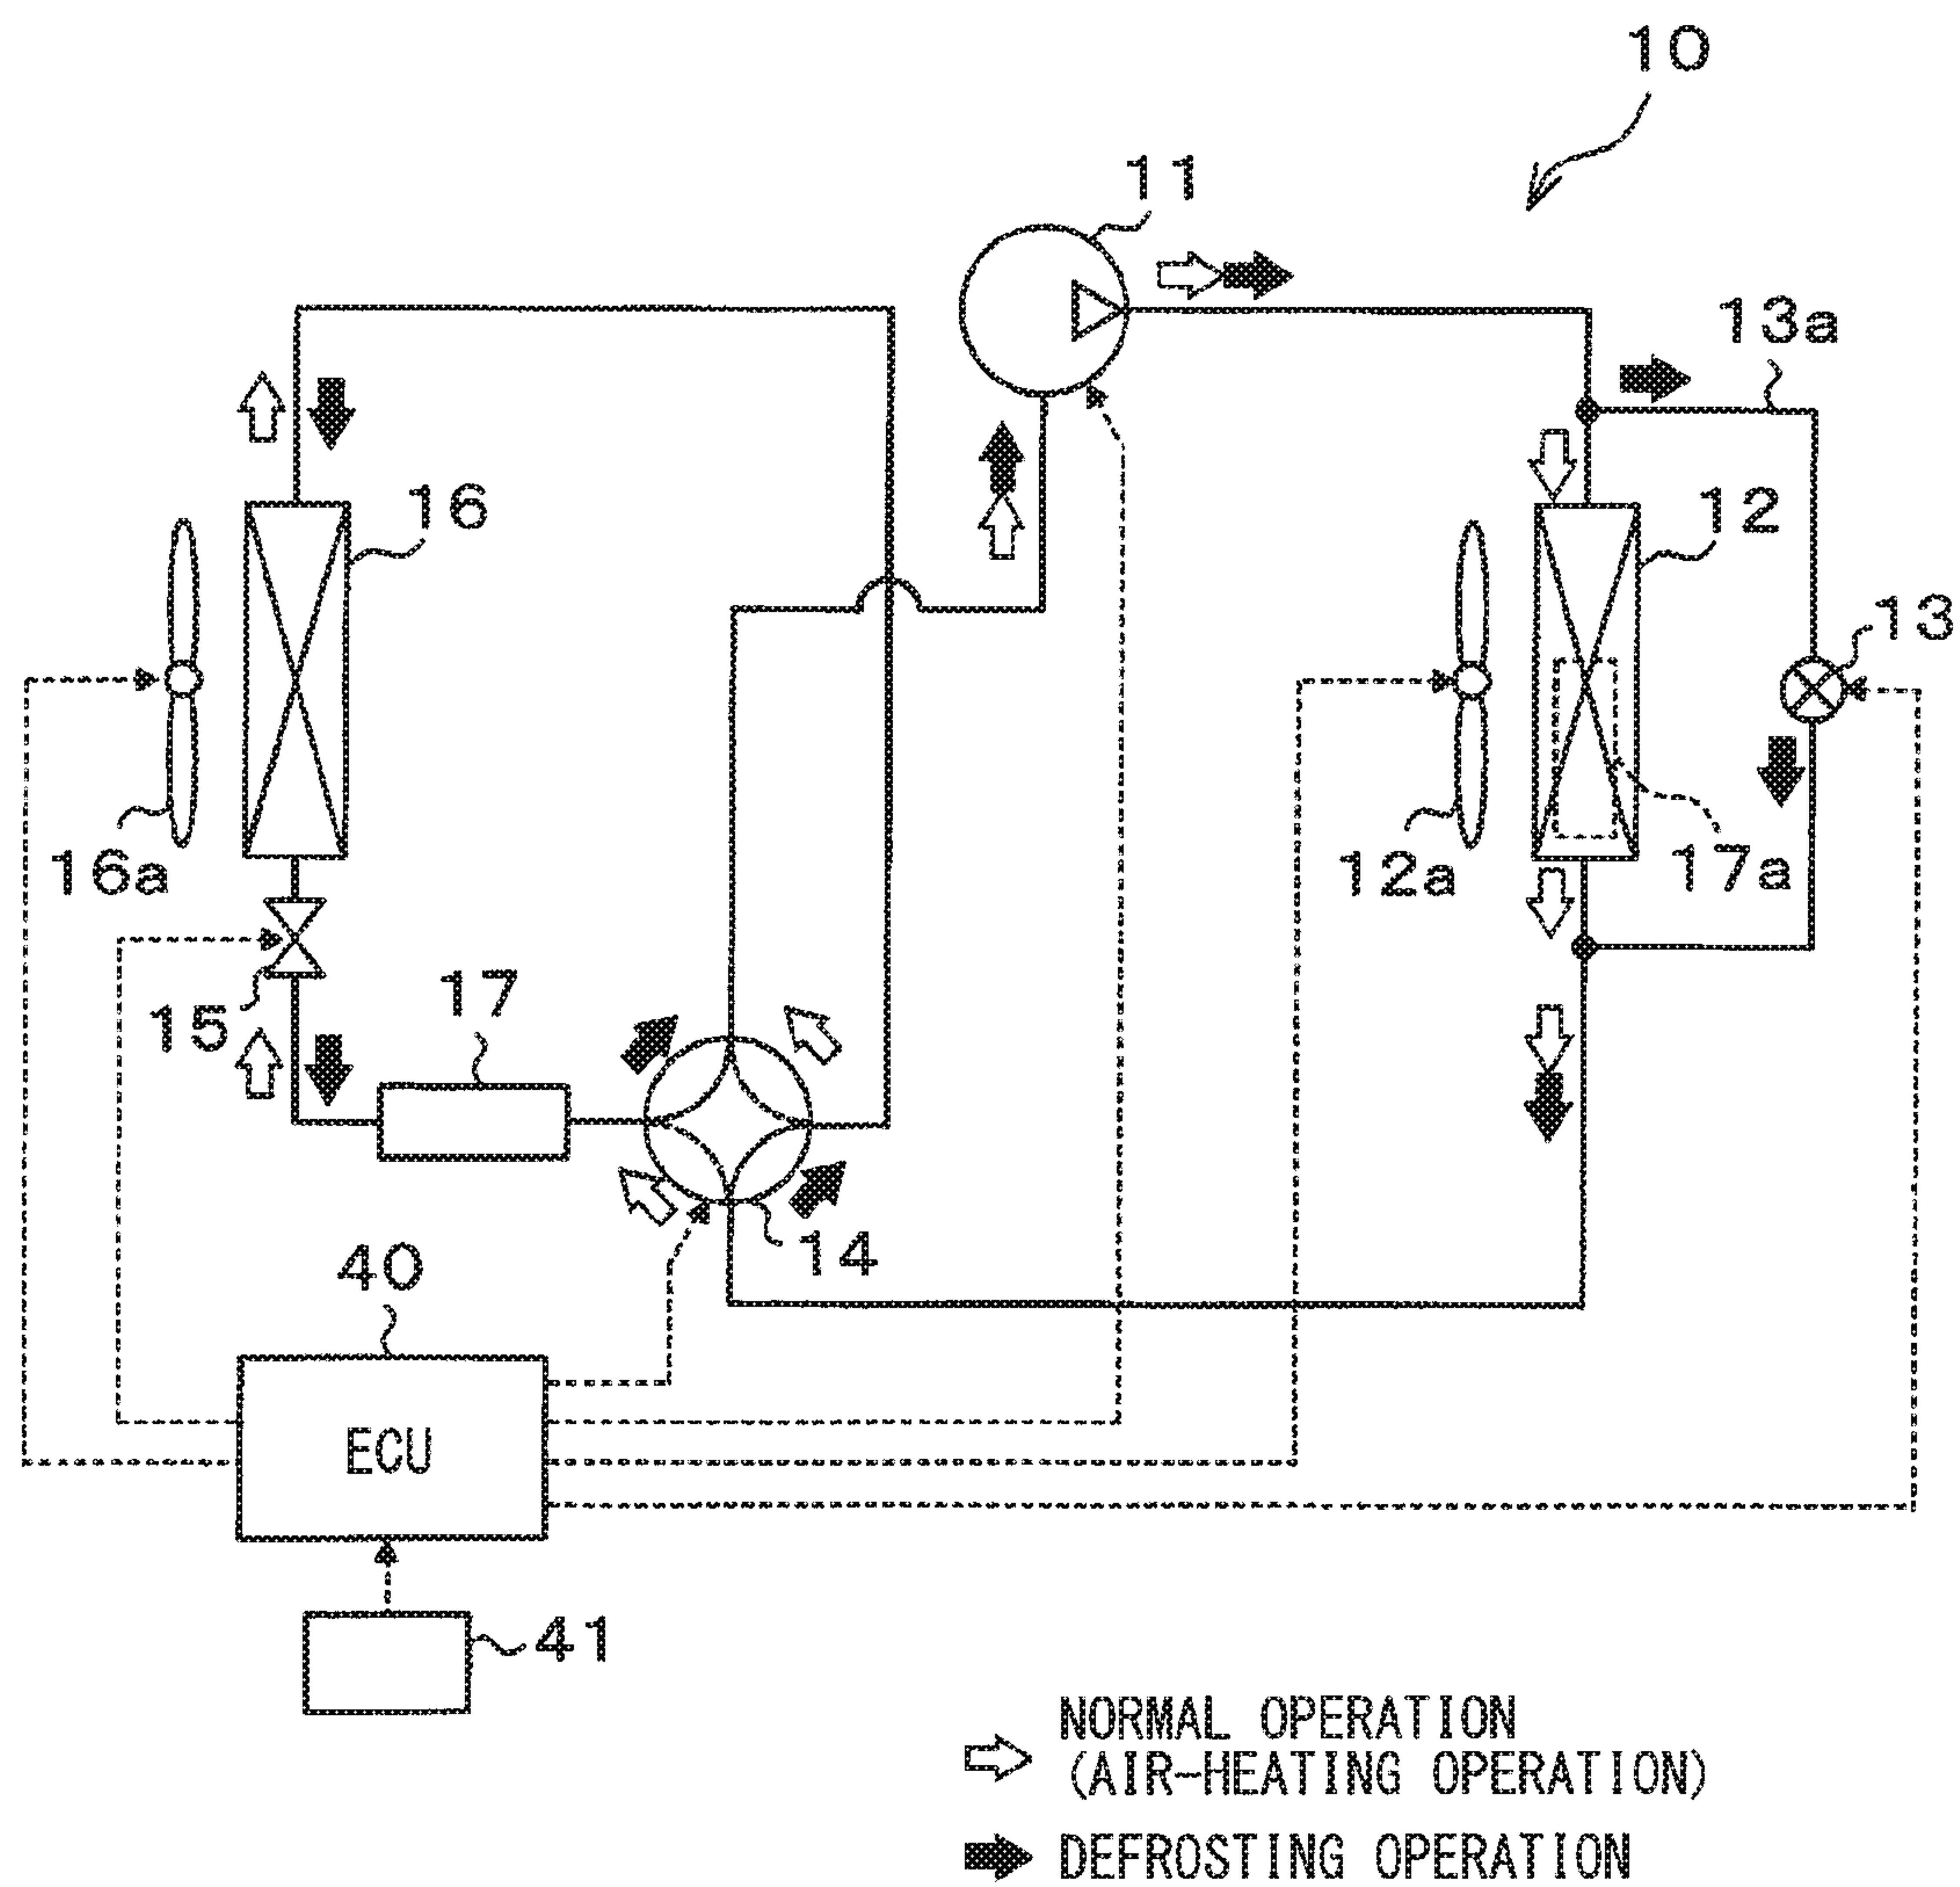 10
11
13a
16
12
13
16a
12a
17a
17
15
14
40
ECU
41
NORMAL OPERATION
(AIR-HEATING OPERATION)
DEFROSTING OPERATION